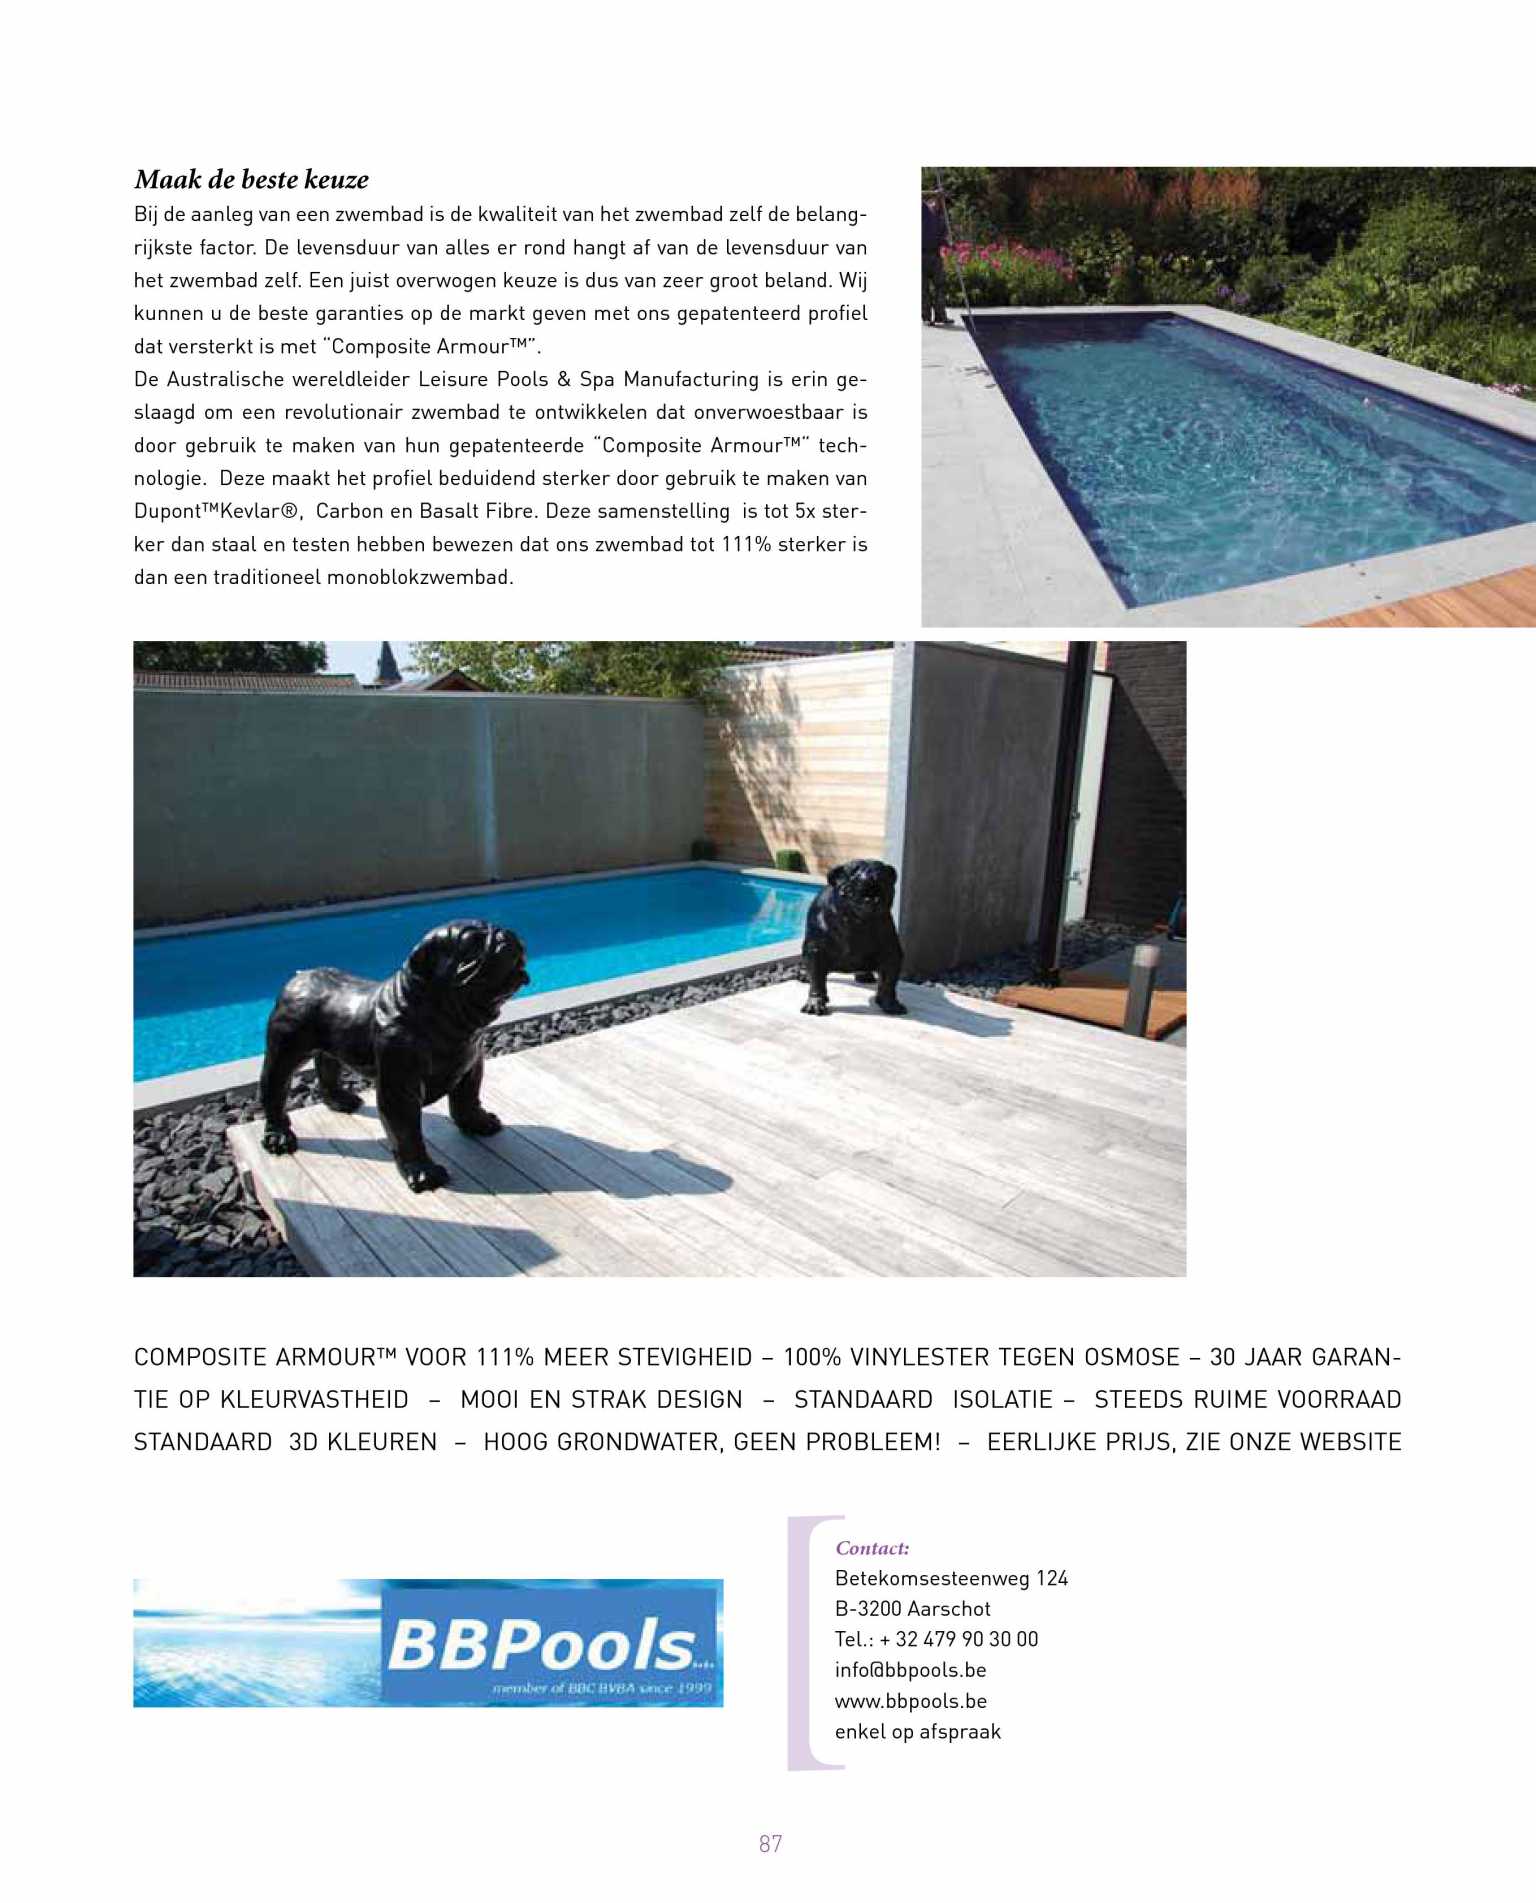 Maak de beste keuze
Bij de aanleg van een zwembad is de kwaliteit van het zwembad zelf de belang-
rijkste factor. De levensduur van alles er rond hangt af van de levensduur van
het zwembad zelf. Een juist overwogen keuze is dus van zeer groot beland. Wij
kunnen u de beste garanties op de markt geven met ons gepatenteerd profiel
dat versterkt is met “Composite Armour™”.
De Australische wereldleider Leisure Pools & Spa Manufacturing is erin ge-
slaagd om een revolutionair zwembad te ontwikkelen dat onverwoestbaar is
door gebruik te maken van hun gepatenteerde “Composite Armour™“ tech-
nologie. Deze maakt het profiel beduidend sterker door gebruik te maken van
Dupont™Kevlar®, Carbon en Basalt Fibre. Deze samenstelling is tot 5x ster-
ker dan staal en testen hebben bewezen dat ons zwembad tot 111% sterker is
dan een traditioneel monoblokzwembad.
COMPOSITE ARMOUR™ VOOR 111% MEER STEVIGHEID – 100% VINYLESTER TEGEN OSMOSE – 30 JAAR GARAN-
TIE OP KLEURVASTHEID – MOOI EN STRAK DESIGN – STANDAARD ISOLATIE – STEEDS RUIME VOORRAAD
STANDAARD 3D KLEUREN – HOOG GRONDWATER, GEEN PROBLEEM! – EERLIJKE PRIJS, ZIE ONZE WEBSITE
BBPools
member of BBC BVBA since 1999
Contact:
Betekomsesteenweg 124
B-3200 Aarschot
Tel.: + 32 479 90 30 00
info@bbpools.be
www.bbpools.be
enkel op afspraak
87